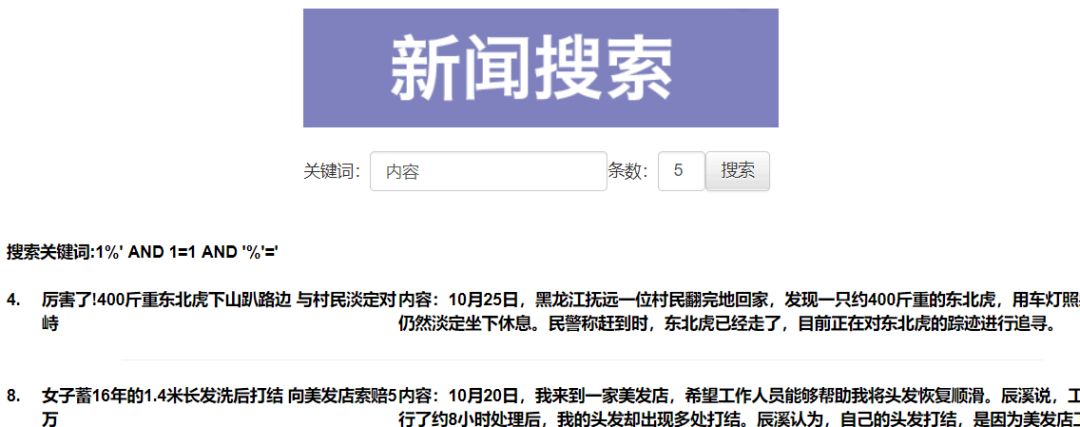 新闻搜索
关键词： 内容 条数： 5 搜索
搜索关键词:1%' AND 1=1 AND '%'='
4. 厉害了!400斤重东北虎下山趴路边 与村民淡定对 内容：10月25日，黑龙江抚远一位村民翻完地回家，发现一只约400斤重的东北虎，用车灯照
峙 仍然淡定坐下休息。民警称赶到时，东北虎已经走了，目前正在对东北虎的踪迹进行追寻。
8. 女子蓄16年的1.4米长发洗后打结 向美发店索赔5 内容：10月20日，我来到一家美发店，希望工作人员能够帮助我将头发恢复顺滑。辰溪说，工
万 行了约8小时处理后，我的头发却出现多处打结。辰溪认为，自己的头发打结，是因为美发店工